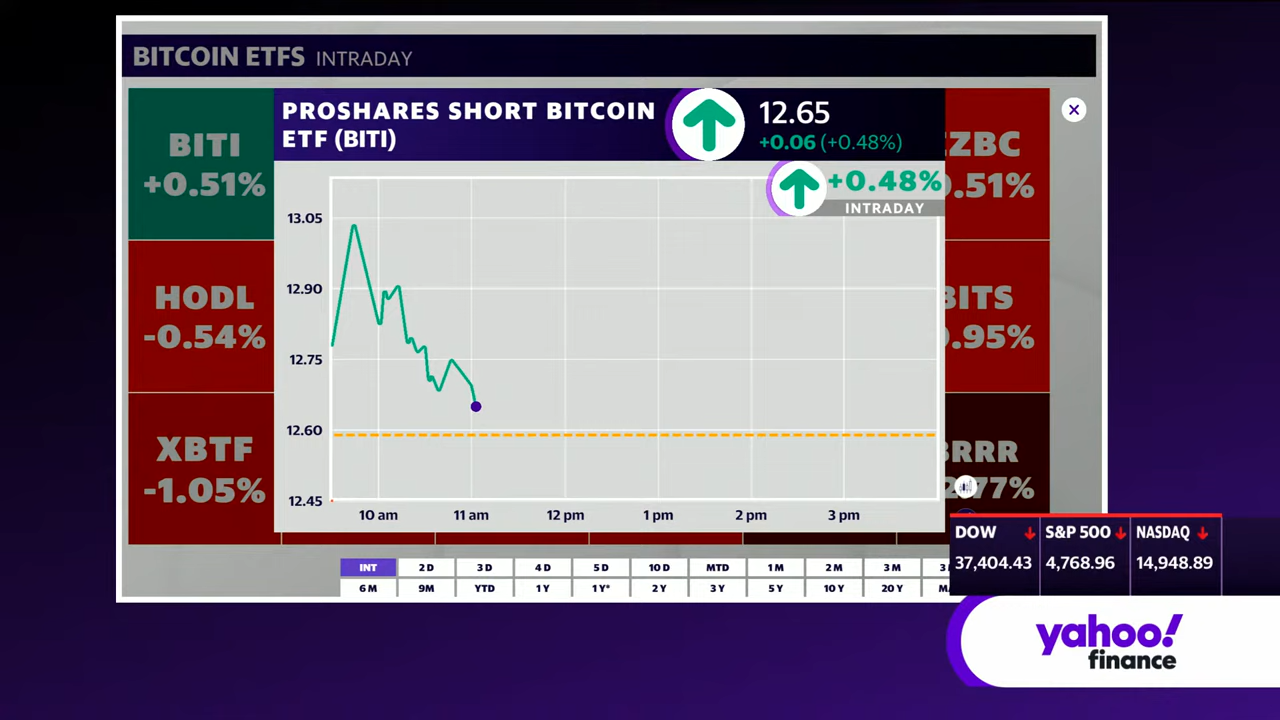 BITCOIN ETFS INTRADAY
BITI
+0.51%
HODL
-0.54%
XBTF
-1.05%
PROSHARES SHORT BITCOIN
ETF (BITI)
12.65
+0.06 (+0.48%)
+0.48%
INTRADAY
13.05
12.90
12.75
12.60
12.45
10 am 11 am 12 pm 1 pm 2 pm 3 pm
ZBC
.51%
BITS
.95%
RRR
.77%
INT 2 D 3 D 4 D 5 D 10 D MTD 1 M 2 M 3 M 3
6 M 9M YTD 1 Y 1 Y* 2 Y 3 Y 5 Y 10 Y 20 Y MA
DOW S&P 500 NASDAQ
37,404.43 4,768.96 14,948.89
yahoo!
finance